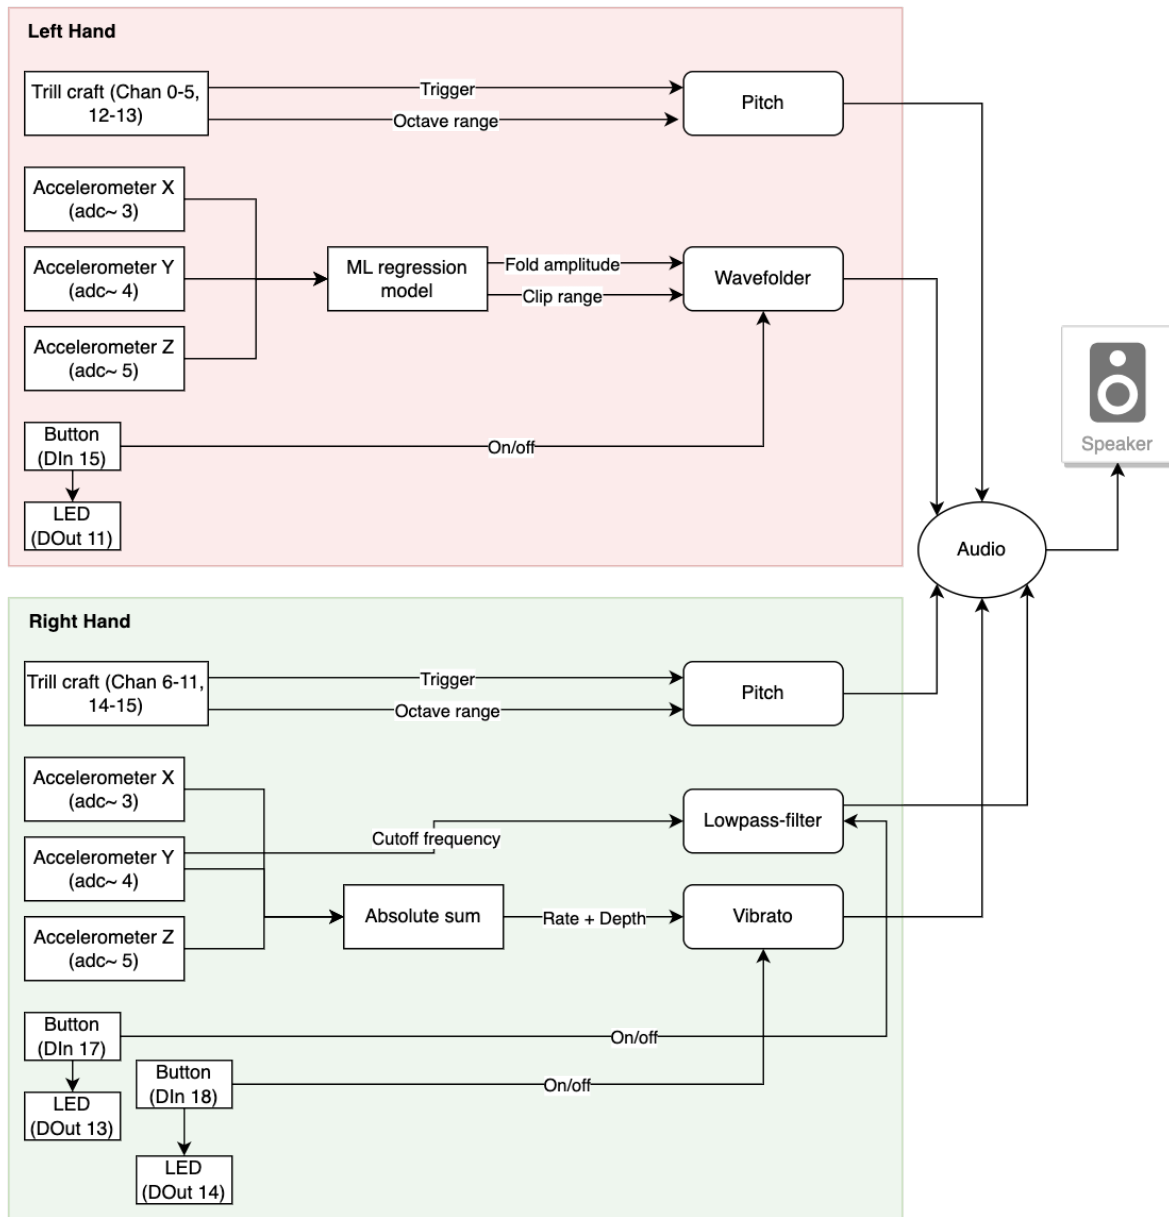 Left Hand
Trill craft (Chan 0-5,
12-13)
Trigger
Octave range
Pitch
Accelerometer X
(adc~ 3)
Accelerometer Y
(adc~ 4)
Accelerometer Z
(adc~ 5)
ML regression
model
Fold amplitude
Clip range
Wavefolder
Button
(DIn 15)
On/off
LED
(DOut 11)
Speaker
Audio
Right Hand
Trill craft (Chan 6-11,
14-15)
Trigger
Octave range
Pitch
Accelerometer X
(adc~ 3)
Accelerometer Y
(adc~ 4)
Accelerometer Z
(adc~ 5)
Cutoff frequency
Lowpass-filter
Absolute sum
Rate + Depth
Vibrato
Button
(DIn 17)
On/off
LED
(DOut 13)
Button
(DIn 18)
On/off
LED
(DOut 14)